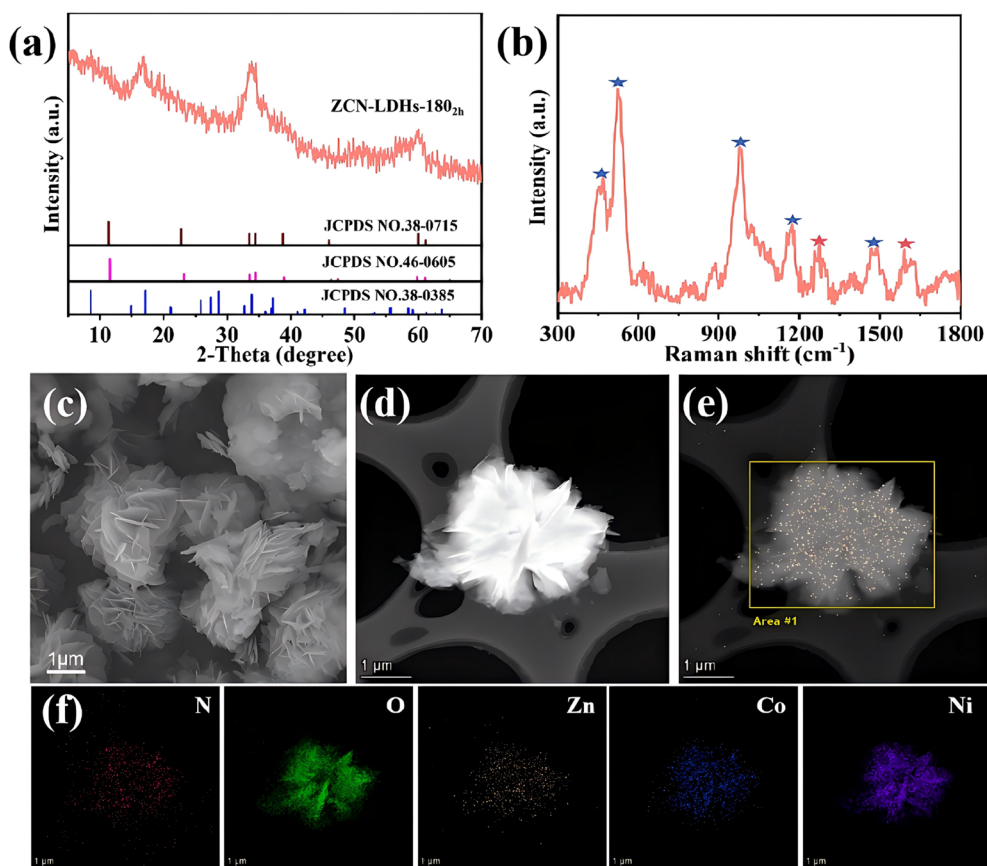 (a)
Intensity (a.u.)
ZCN-LDHs-180₂ₕ
JCPDS NO.38-0715
JCPDS NO.46-0605
JCPDS NO.38-0385
10 20 30 40 50 60 70
2-Theta (degree)
(b)
Intensity (a.u.)
300 600 900 1200 1500 1800
Raman shift (cm⁻¹)
(c)
1μm
(d)
1 μm
(e)
Area #1
1 μm
(f)
N
1 μm
O
1 μm
Zn
1 μm
Co
1 μm
Ni
1 μm